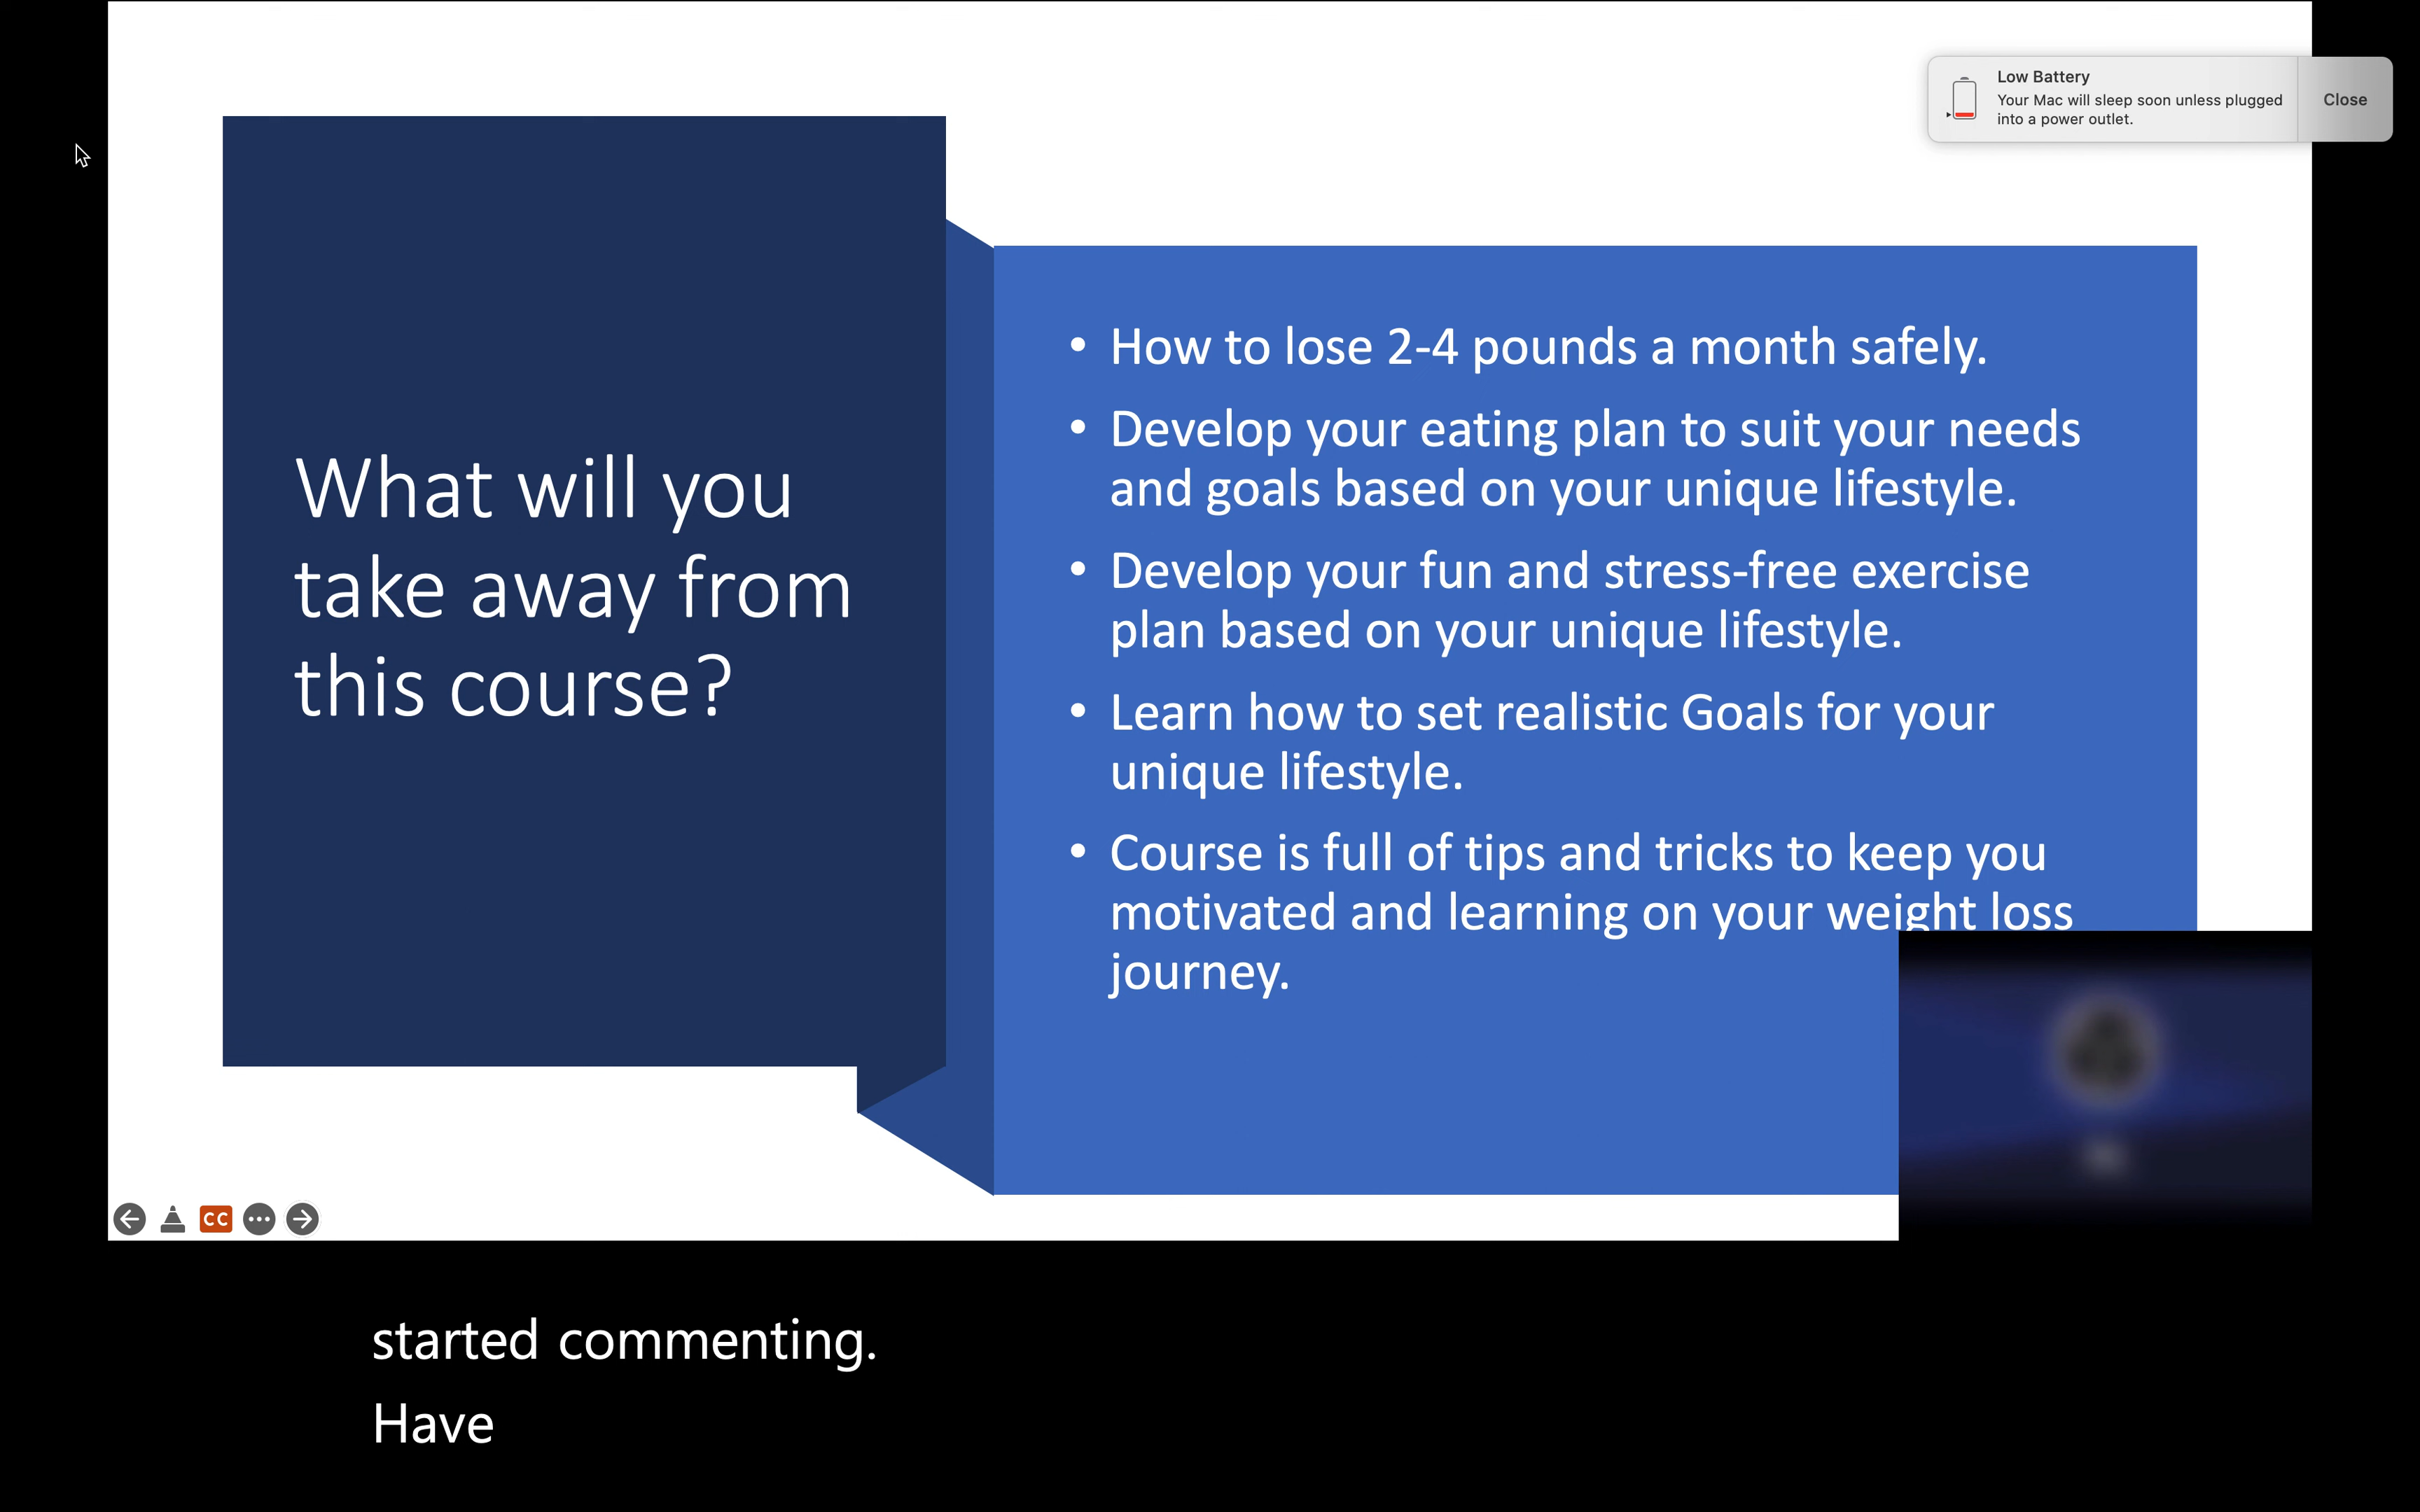 Low Battery
Your Mac will sleep soon unless plugged
into a power outlet.
Close
What will you
take away from
this course?
• How to lose 2-4 pounds a month safely.
• Develop your eating plan to suit your needs
and goals based on your unique lifestyle.
• Develop your fun and stress-free exercise
plan based on your unique lifestyle.
• Learn how to set realistic Goals for your
unique lifestyle.
• Course is full of tips and tricks to keep you
motivated and learning on your weight loss
journey.
CC
started commenting.
Have